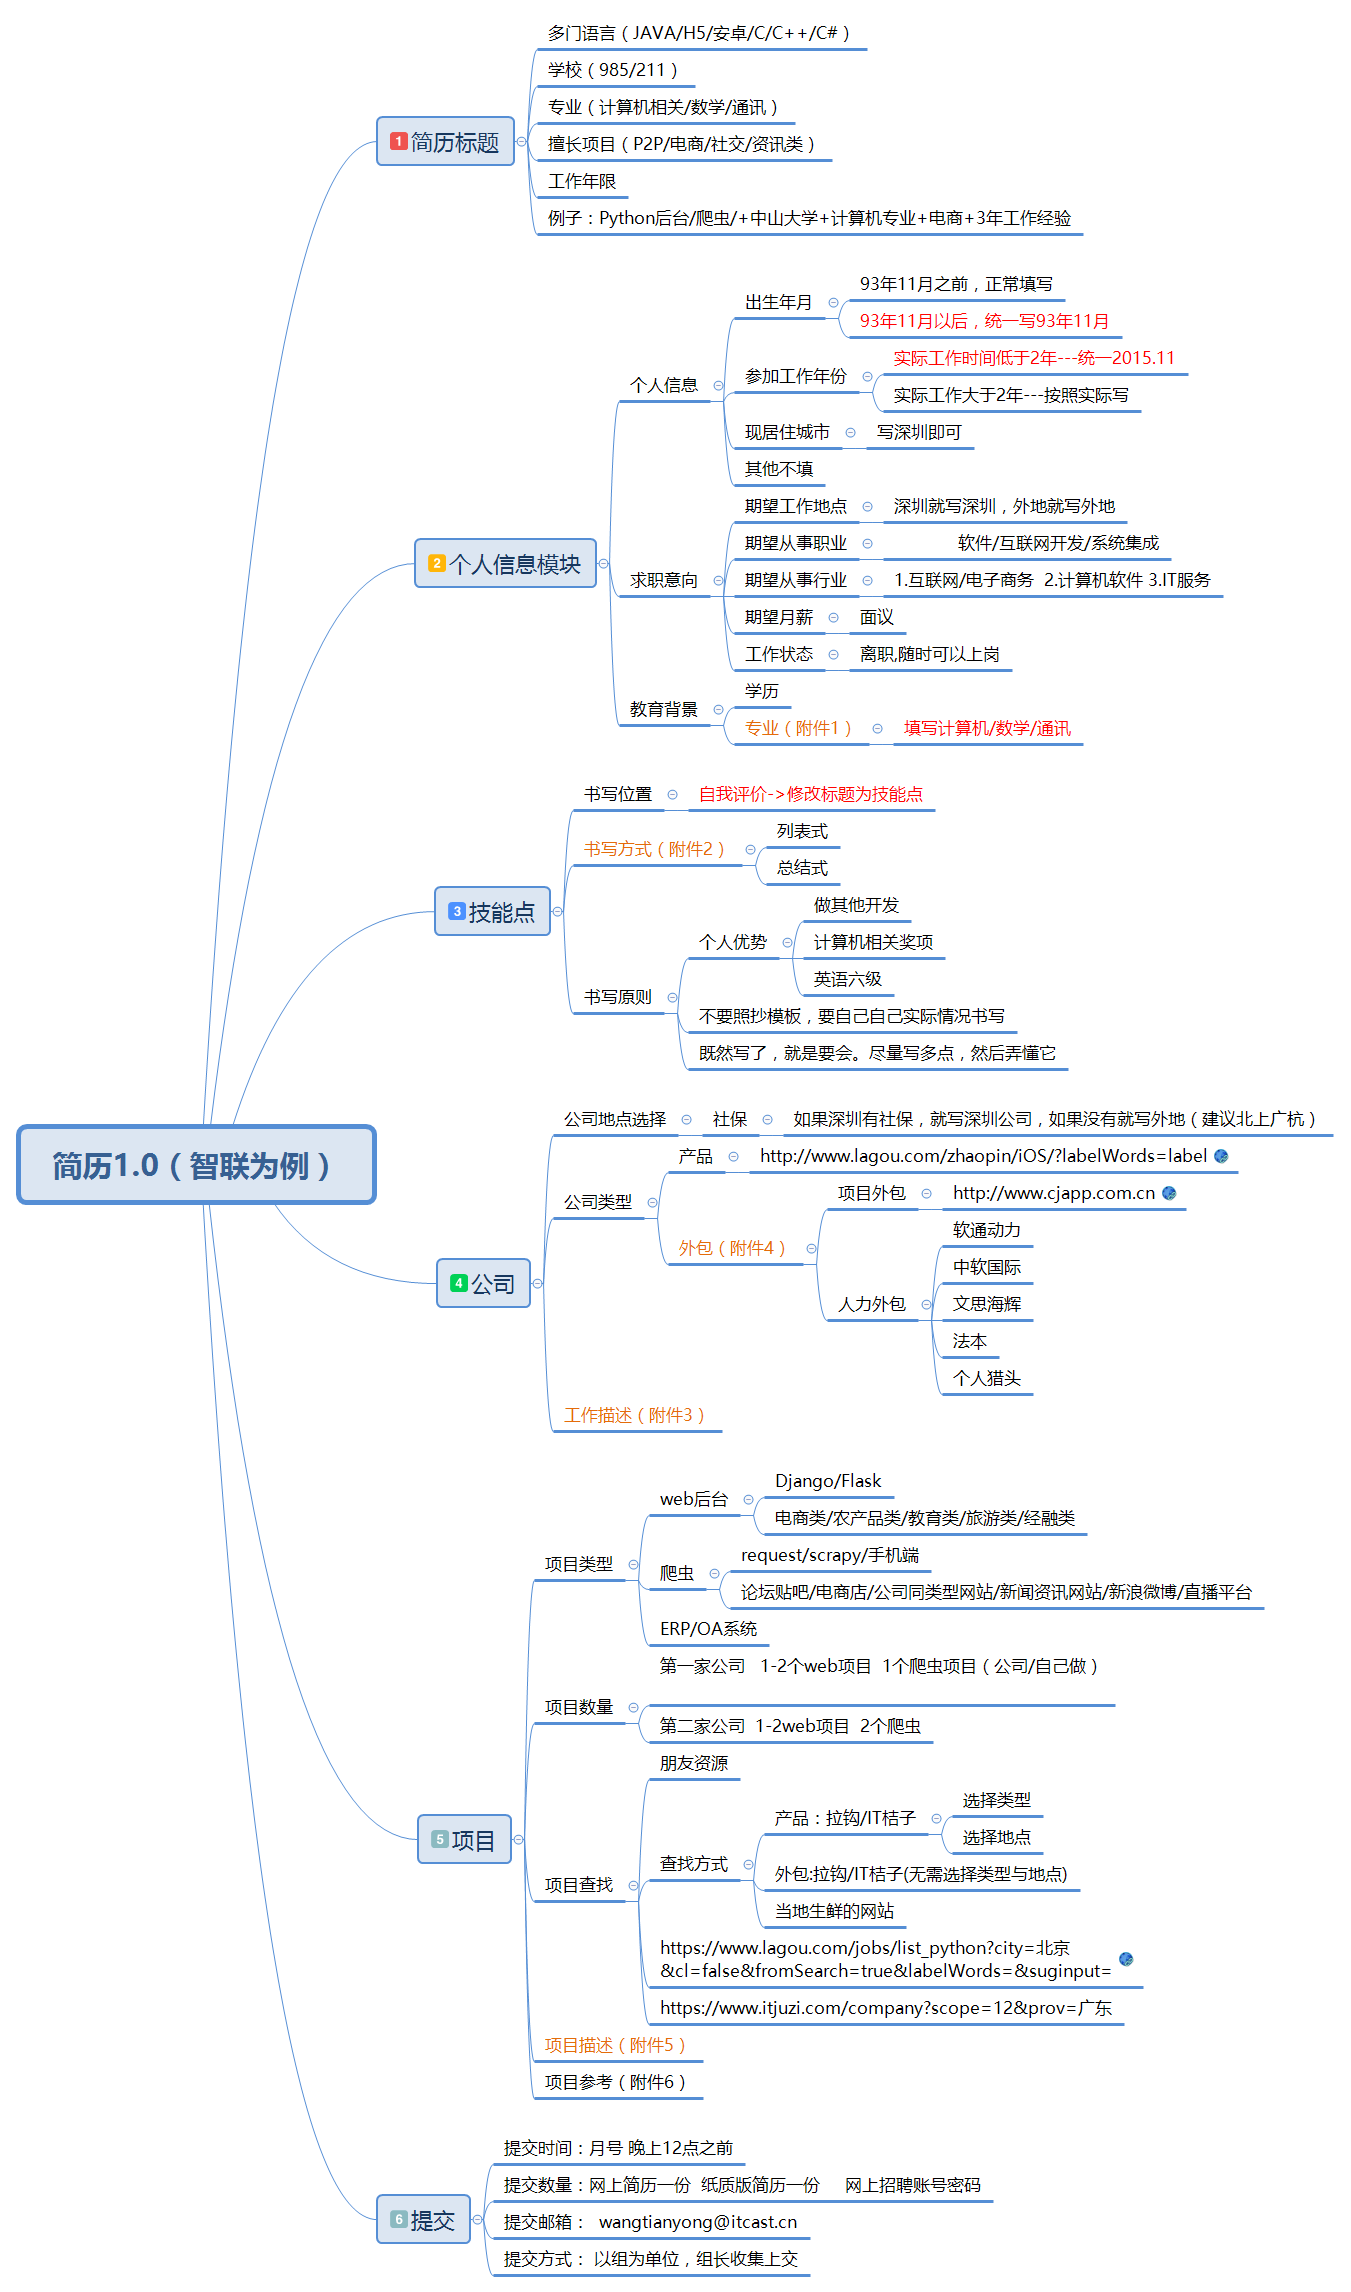 简历1.0（智联为例）
1 简历标题
多门语言（JAVA/H5/安卓/C/C++/C#）
学校（985/211）
专业（计算机相关/数学/通讯）
擅长项目（P2P/电商/社交/资讯类）
工作年限
例子：Python后台/爬虫/+中山大学+计算机专业+电商+3年工作经验
2 个人信息模块
个人信息
出生年月
93年11月之前，正常填写
93年11月以后，统一写93年11月
参加工作年份
实际工作时间低于2年---统一2015.11
实际工作大于2年---按照实际写
现居住城市
写深圳即可
其他不填
求职意向
期望工作地点
深圳就写深圳，外地就写外地
期望从事职业
软件/互联网开发/系统集成
期望从事行业
1.互联网/电子商务 2.计算机软件 3.IT服务
期望月薪
面议
工作状态
离职,随时可以上岗
教育背景
学历
专业（附件1）
填写计算机/数学/通讯
3 技能点
书写位置
自我评价->修改标题为技能点
书写方式（附件2）
列表式
总结式
书写原则
个人优势
做其他开发
计算机相关奖项
英语六级
不要照抄模板，要自己自己实际情况书写
既然写了，就是要会。尽量写多点，然后弄懂它
4 公司
公司地点选择
社保
如果深圳有社保，就写深圳公司，如果没有就写外地（建议北上广杭）
公司类型
产品
http://www.lagou.com/zhaopin/iOS/?labelWords=label
外包（附件4）
项目外包
http://www.cjapp.com.cn
人力外包
软通动力
中软国际
文思海辉
法本
个人猎头
工作描述（附件3）
5 项目
项目类型
web后台
Django/Flask
电商类/农产品类/教育类/旅游类/经融类
爬虫
request/scrapy/手机端
论坛贴吧/电商店/公司同类型网站/新闻资讯网站/新浪微博/直播平台
ERP/OA系统
项目数量
第一家公司 1-2个web项目 1个爬虫项目（公司/自己做）
第二家公司 1-2web项目 2个爬虫
项目查找
朋友资源
查找方式
产品：拉钩/IT桔子
选择类型
选择地点
外包:拉钩/IT桔子(无需选择类型与地点)
当地生鲜的网站
https://www.lagou.com/jobs/list_python?city=北京
&cl=false&fromSearch=true&labelWords=&suginput=
https://www.itjuzi.com/company?scope=12&prov=广东
项目描述（附件5）
项目参考（附件6）
6 提交
提交时间：月号 晚上12点之前
提交数量：网上简历一份 纸质版简历一份 网上招聘账号密码
提交邮箱： wangtianyong@itcast.cn
提交方式： 以组为单位，组长收集上交